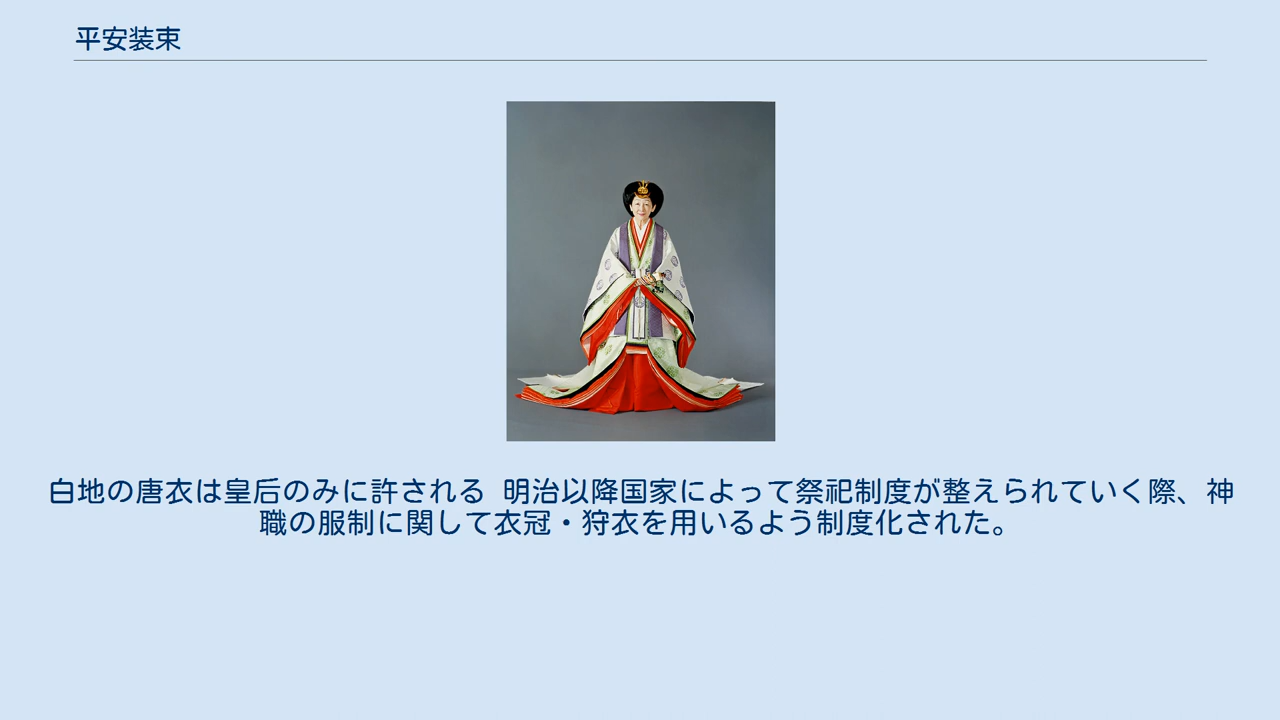 平安装束
白地の唐衣は皇后のみに許される 明治以降国家によって祭祀制度が整えられていく際、神
職の服制に関して衣冠・狩衣を用いるよう制度化された。